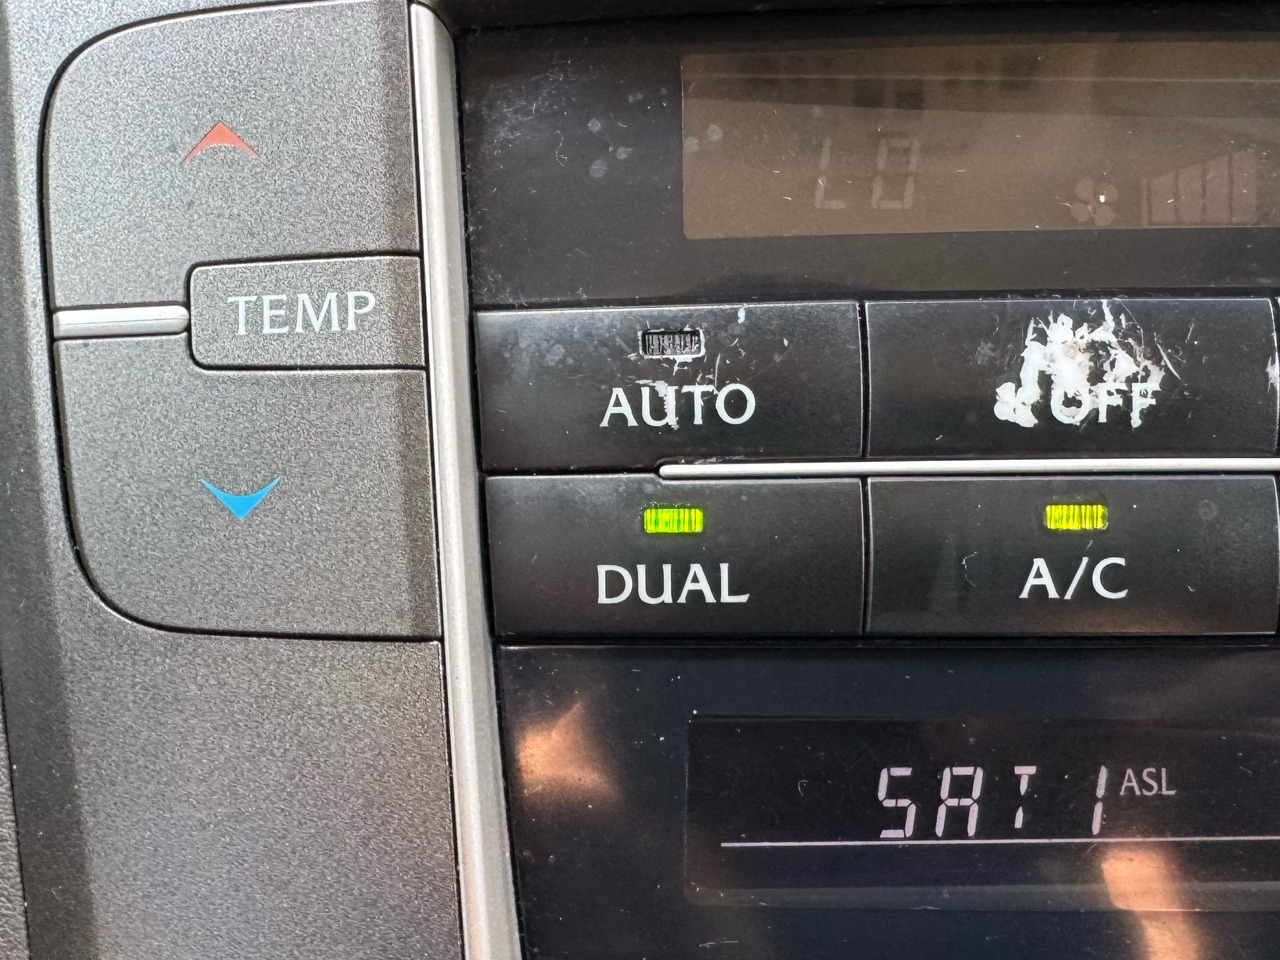 LO
TEMP
AUTO
OFF
DUAL
A/C
SAT 1 ASL